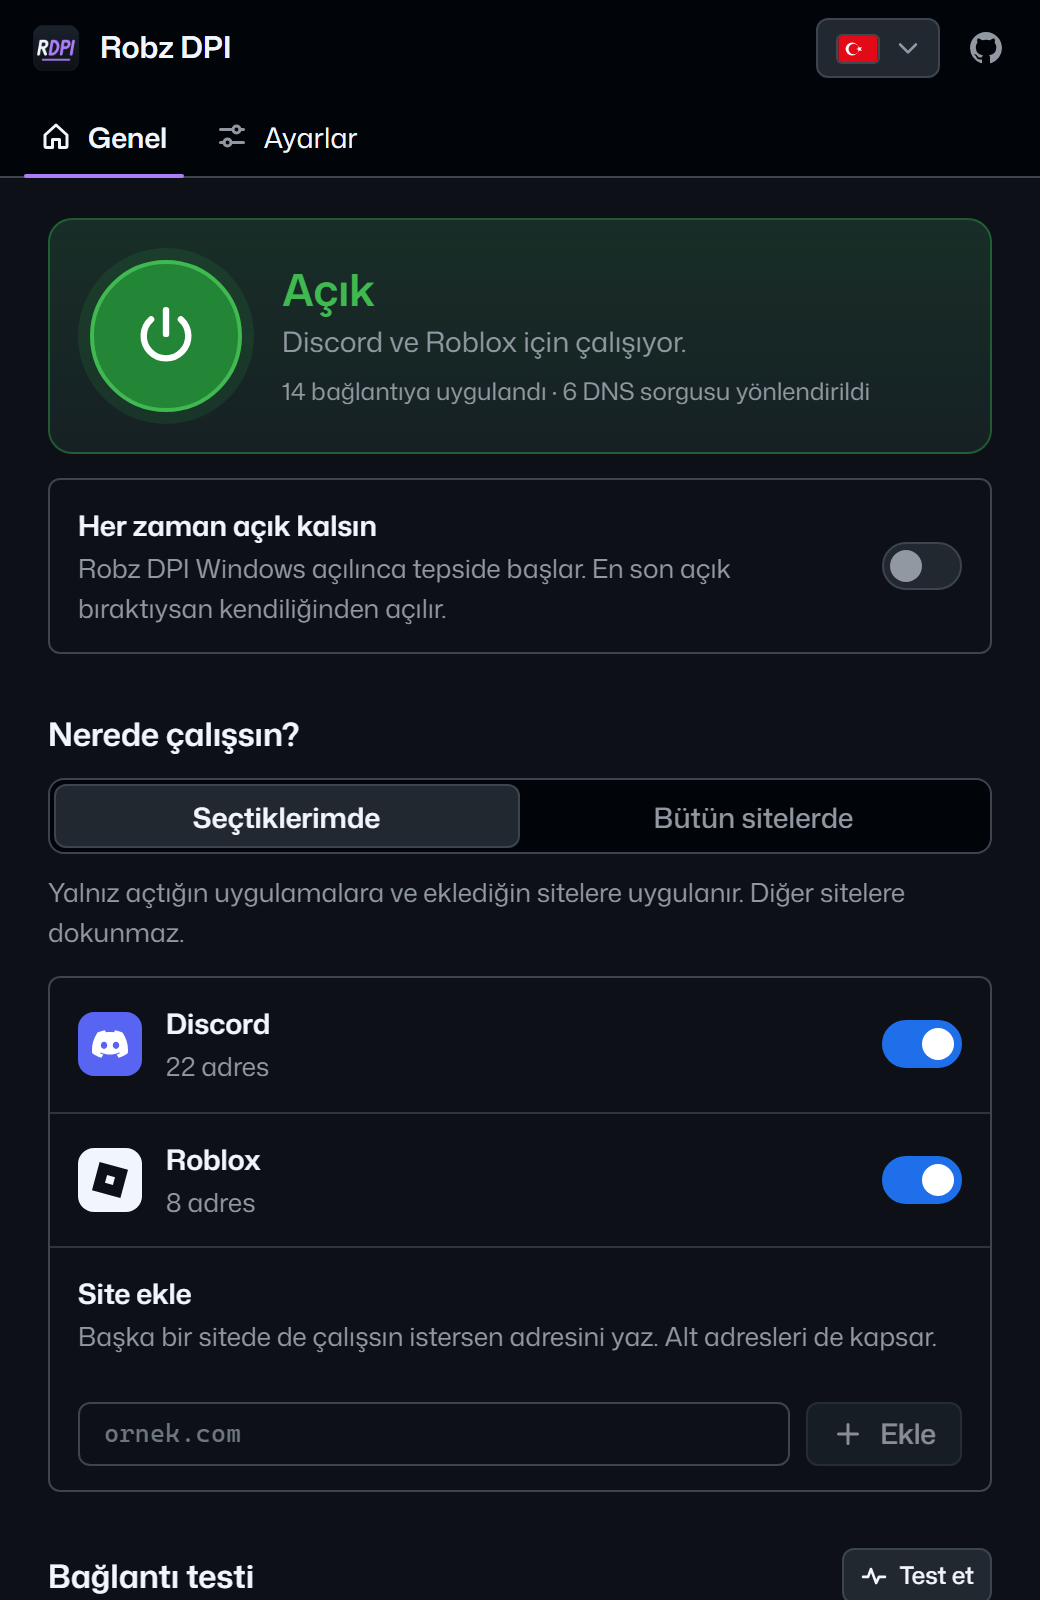 RDPI
Robz DPI
Genel
Ayarlar
Açık
Discord ve Roblox için çalışıyor.
14 bağlantıya uygulandı · 6 DNS sorgusu yönlendirildi
Her zaman açık kalsın
Robz DPI Windows açılınca tepside başlar. En son açık
bıraktıysan kendiliğinden açılır.
Nerede çalışsın?
Seçtiklerimde
Bütün sitelerde
Yalnız açtığın uygulamalara ve eklediğin sitelere uygulanır. Diğer sitelere
dokunmaz.
Discord
22 adres
Roblox
8 adres
Site ekle
Başka bir sitede de çalışsın istersen adresini yaz. Alt adresleri de kapsar.
ornek.com
Ekle
Bağlantı testi
Test et